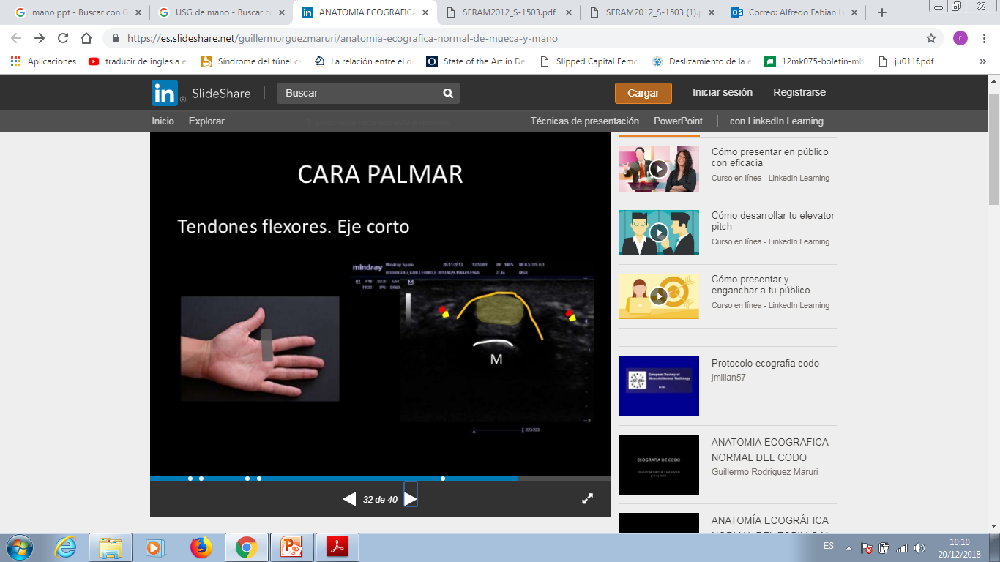 mano ppt - Buscar con G
USG de mano - Buscar co
ANATOMIA ECOGRAFICA
SERAM2012_S-1503.pdf
SERAM2012_S-1503 (1).p
Correo: Alfredo Fabian L
https://es.slideshare.net/guillermorguezmaruri/anatomia-ecografica-normal-de-mueca-y-mano
r
Aplicaciones
traducir de ingles a es
Síndrome del túnel ca
La relación entre el di
State of the Art in De
Slipped Capital Femo
Deslizamiento de la e
12mk075-boletin-mb
ju011f.pdf
in SlideShare
Buscar
Cargar
Iniciar sesión
Registrarse
Inicio
Explorar
Técnicas de presentación
PowerPoint
con LinkedIn Learning
CARA PALMAR
Tendones flexores. Eje corto
mindray
Mindray Spain
20/11/2013
13:53:09
AP 100%
MI 0.5 TIS 0.1
RODRIGUEZ,GUILLERMO,E
7L4s
MSK
M
M
223/223
32 de 40
Cómo presentar en público
con eficacia
Curso en línea - LinkedIn Learning
Cómo desarrollar tu elevator
pitch
Curso en línea - LinkedIn Learning
Cómo presentar y
enganchar a tu público
Curso en línea - LinkedIn Learning
European Society of
MusculoSkeletal Radiology
Protocolo ecografia codo
jmilian57
ECOGRAFÍA DE CODO
ANATOMIA ECOGRAFICA
NORMAL DEL CODO
Guillermo Rodriguez Maruri
ANATOMÍA ECOGRÁFICA
ES
10:10
20/12/2018